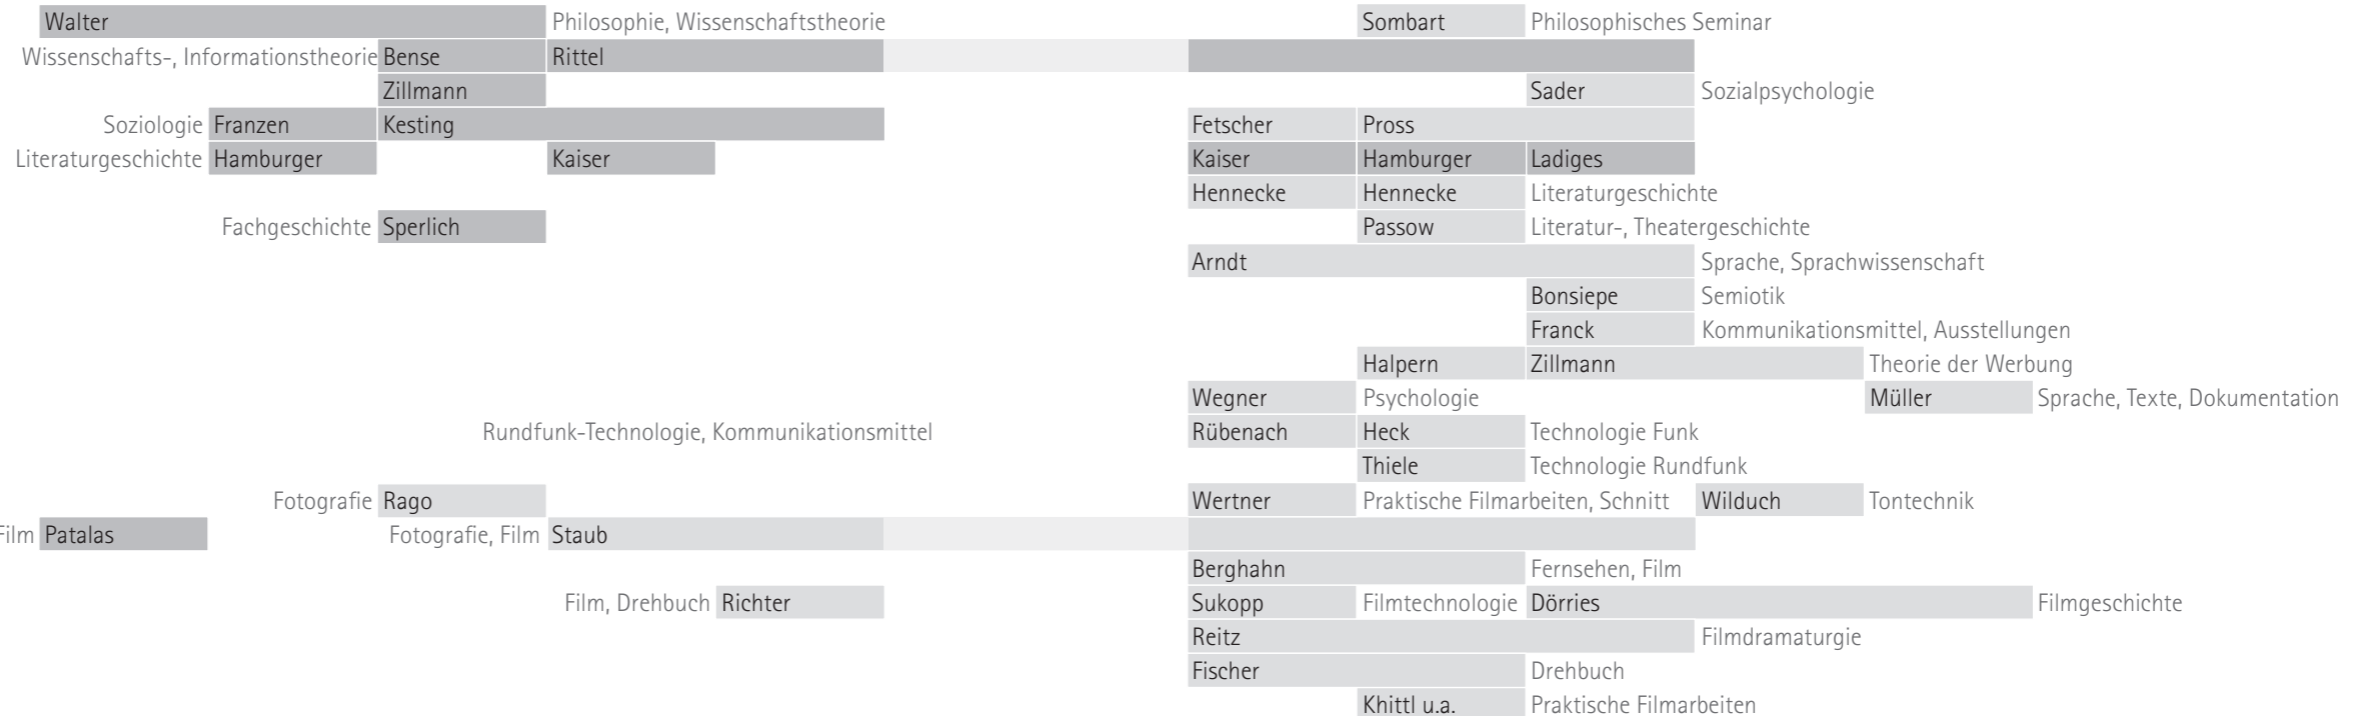 Walter Philosophie, Wissenschaftstheorie Sombart Philosophisches Seminar
Wissenschafts-, Informationstheorie Bense Rittel
Zillmann Sader Sozialpsychologie
Soziologie Franzen Kesting Fetscher Pross
Literaturgeschichte Hamburger Kaiser Kaiser Hamburger Ladiges
Hennecke Hennecke Literaturgeschichte
Fachgeschichte Sperlich Passow Literatur-, Theatergeschichte
Arndt Sprache, Sprachwissenschaft
Bonsiepe Semiotik
Franck Kommunikationsmittel, Ausstellungen
Halpern Zillmann Theorie der Werbung
Wegner Psychologie Müller Sprache, Texte, Dokumentation
Rundfunk-Technologie, Kommunikationsmittel Rübenach Heck Technologie Funk
Thiele Technologie Rundfunk
Fotografie Rago Wertner Praktische Filmarbeiten, Schnitt Wilduch Tontechnik
Film Patalas Fotografie, Film Staub
Berghahn Fernsehen, Film
Film, Drehbuch Richter Sukopp Filmtechnologie Dörries Filmgeschichte
Reitz Filmdramaturgie
Fischer Drehbuch
Khittl u.a. Praktische Filmarbeiten